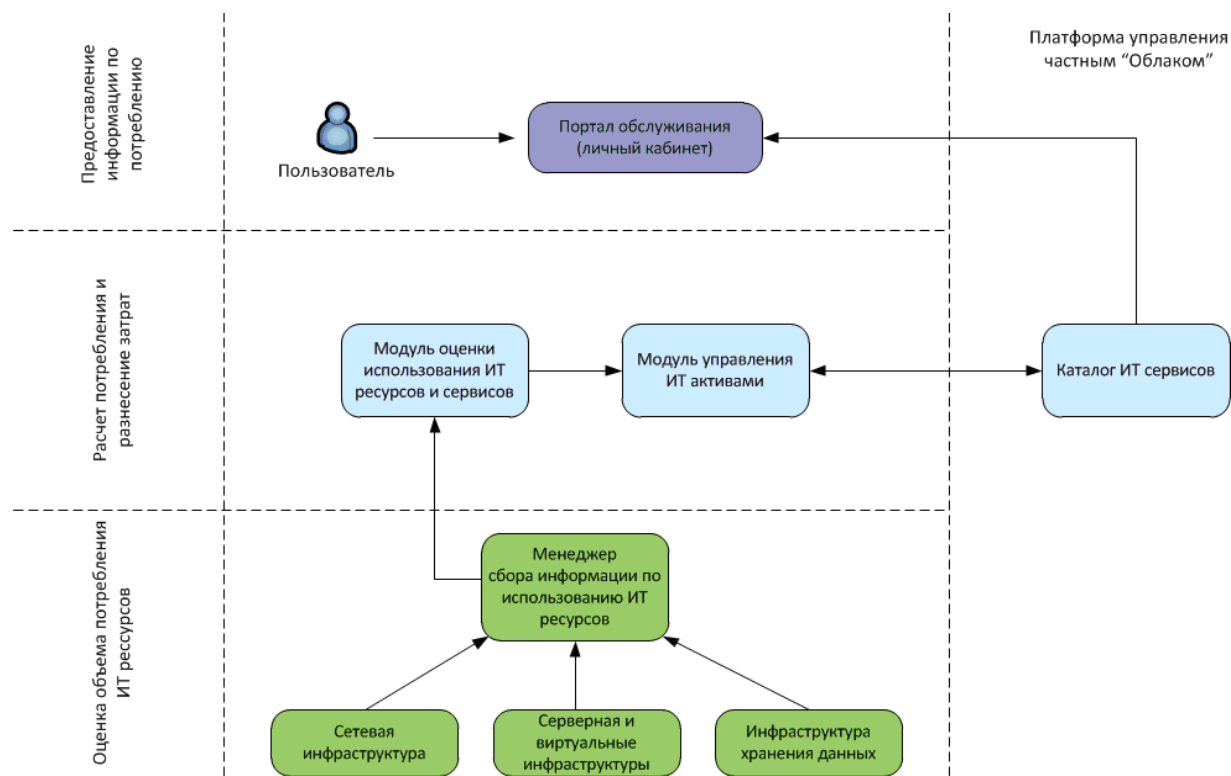 Платформа управления
частным “Облаком”
Предоставление
информации по
потреблению
Пользователь
Портал обслуживания
(личный кабинет)
Расчет потребления и
разнесение затрат
Модуль оценки
использования ИТ
ресурсов и сервисов
Модуль управления
ИТ активами
Каталог ИТ сервисов
Оценка объема потребления
ИТ рессурсов
Менеджер
сбора информации по
использованию ИТ
ресурсов
Сетевая
инфраструктура
Серверная и
виртуальные
инфраструктуры
Инфраструктура
хранения данных